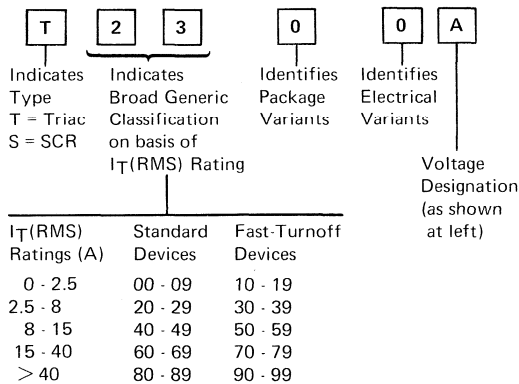 T 2 3 0 0 A
Indicates Type T = Triac S = SCR
Indicates Broad Generic Classification on basis of IT(RMS) Rating
Identifies Package Variants
Identifies Electrical Variants
Voltage Designation (as shown at left)
IT(RMS) Ratings (A) Standard Devices Fast-Turnoff Devices
0 - 2.5 00 - 09 10 - 19
2.5 - 8 20 - 29 30 - 39
8 - 15 40 - 49 50 - 59
15 - 40 60 - 69 70 - 79
> 40 80 - 89 90 - 99